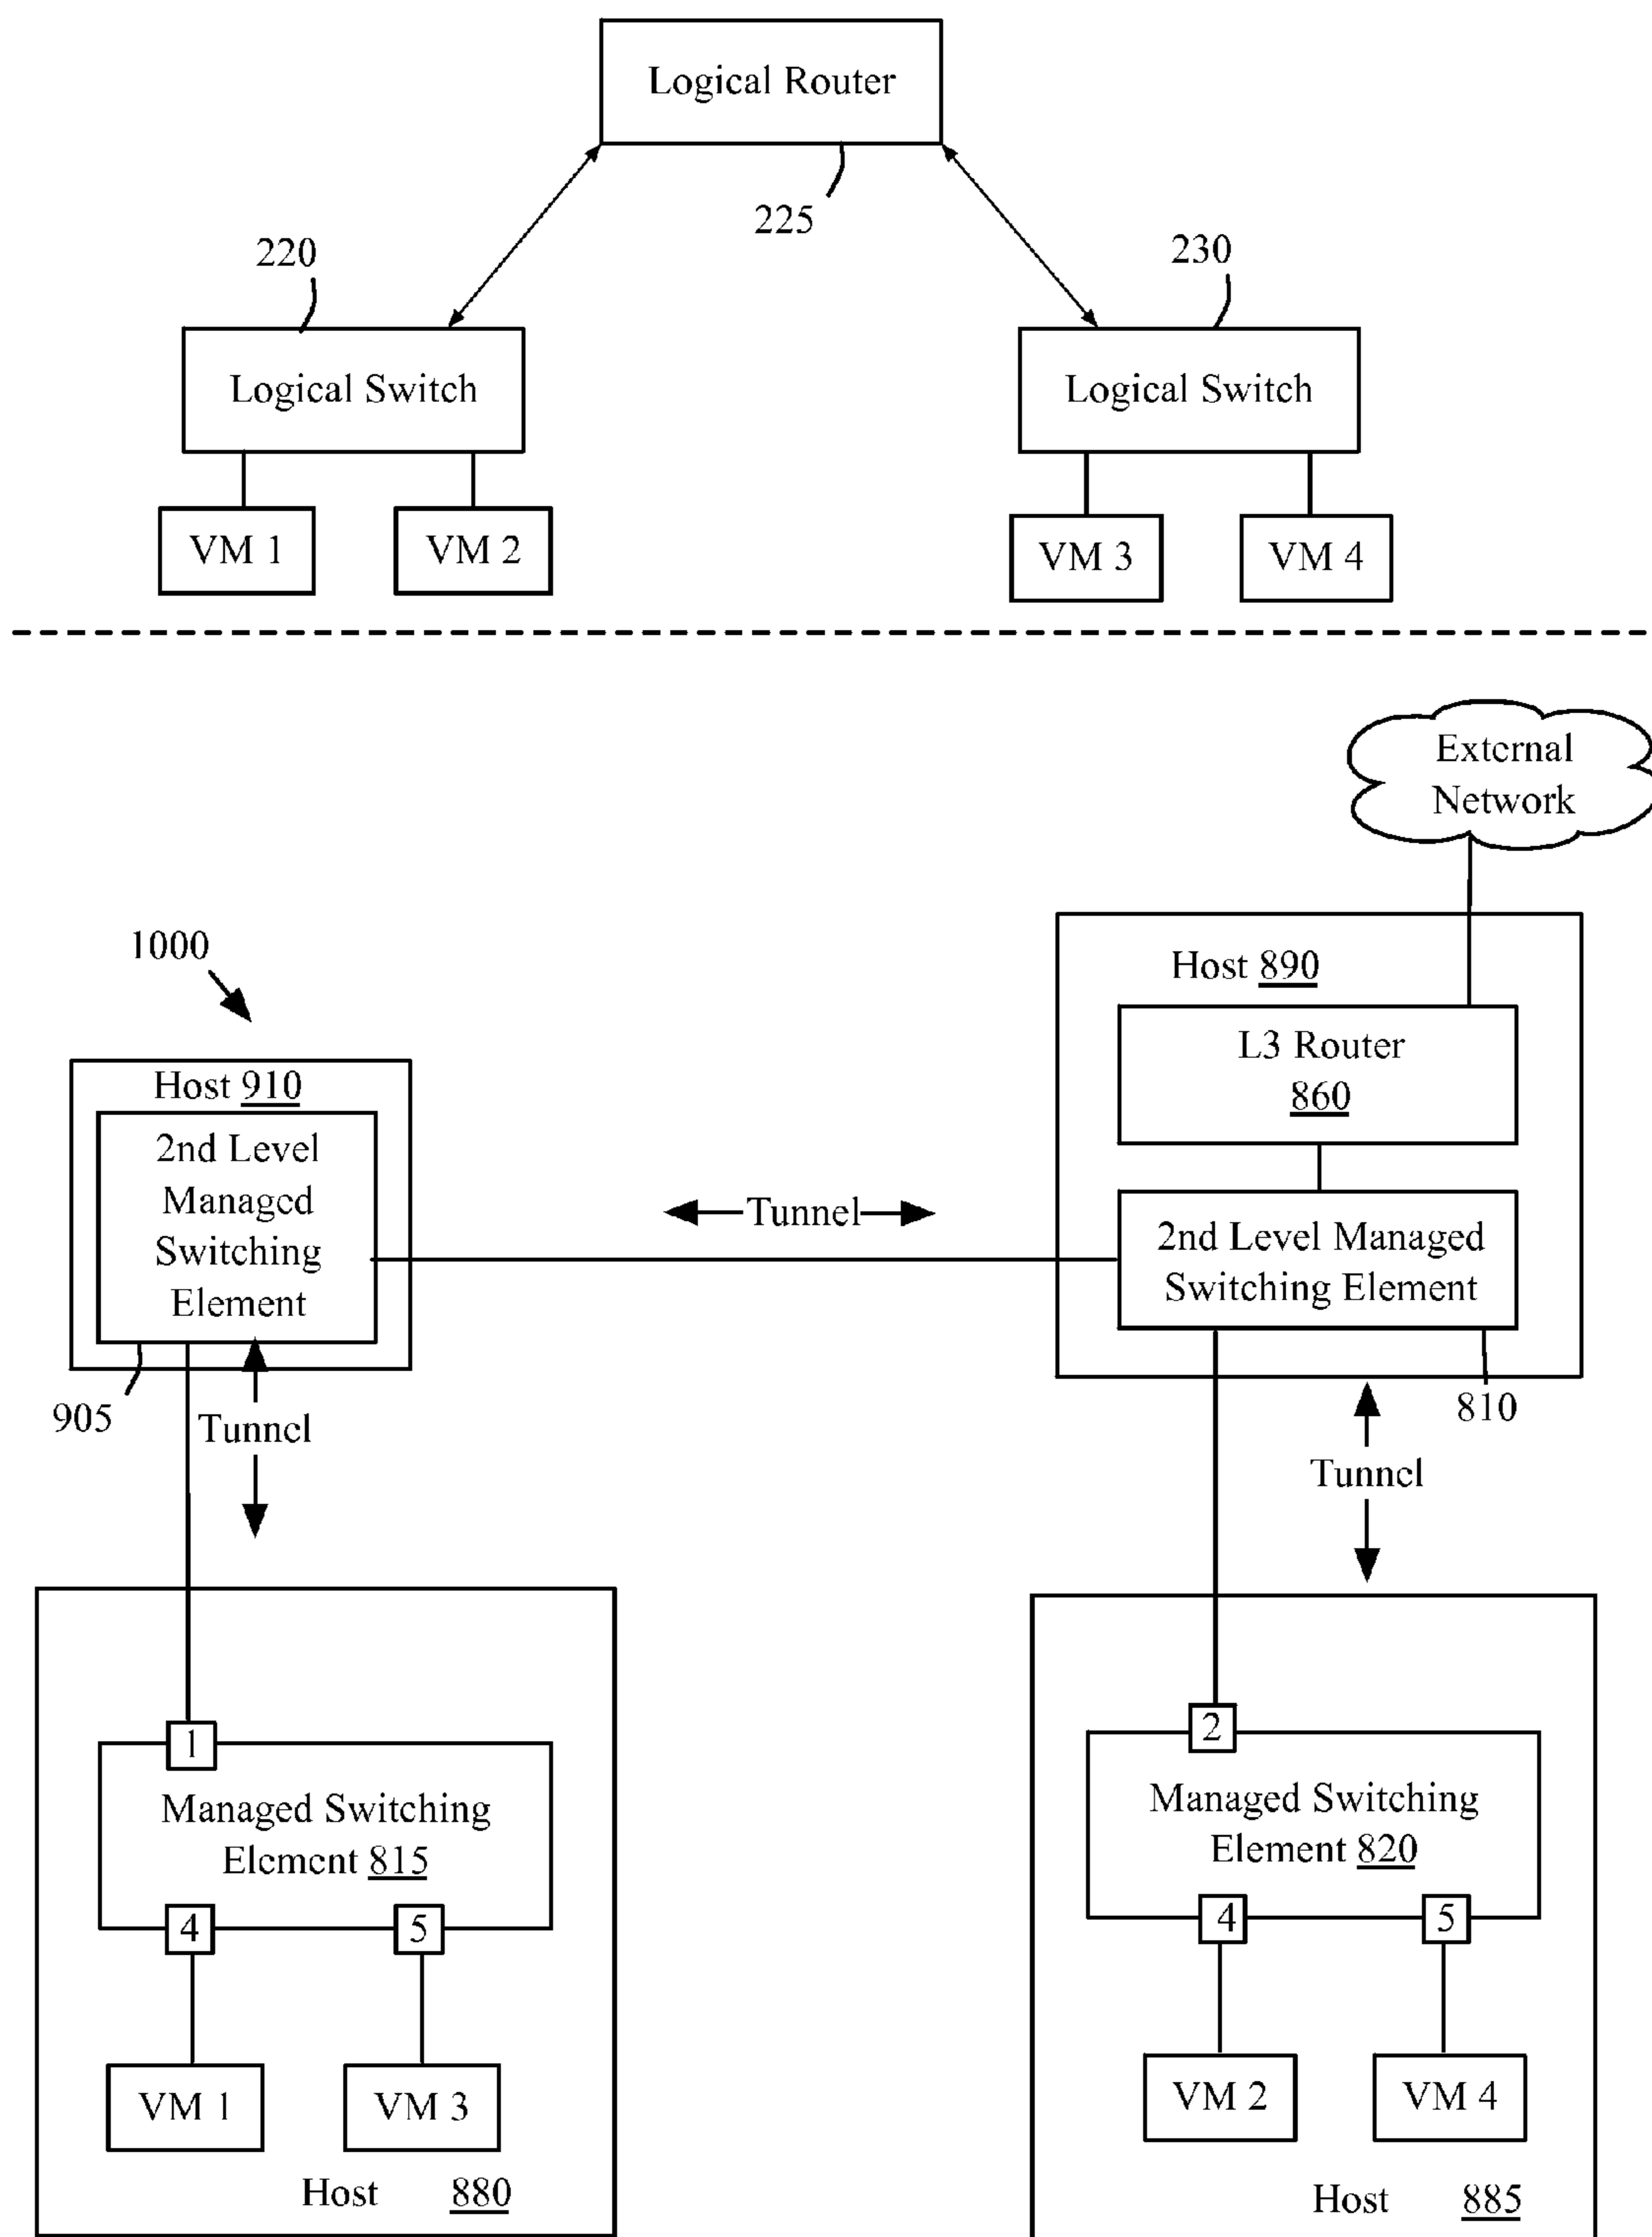 Logical Router
225
220
230
Logical Switch
Logical Switch
VM 1
VM 2
VM 3
VM 4
External
Network
1000
Host 890
L3 Router
860
Host 910
2nd Level
Managed
Switching
Element
Tunnel
2nd Level Managed
Switching Element
905
Tunnel
810
Tunnel
1
Managed Switching
Element 815
4
5
VM 1
VM 3
Host 880
2
Managed Switching
Element 820
4
5
VM 2
VM 4
Host 885